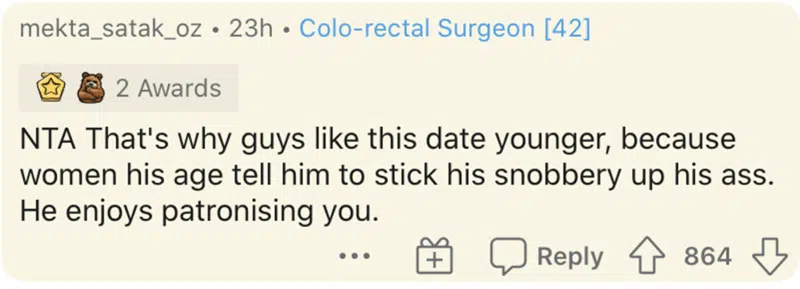 mekta_satak_oz • 23h • Colo-rectal Surgeon [42]
2 Awards
NTA That's why guys like this date younger, because
women his age tell him to stick his snobbery up his ass.
He enjoys patronising you.
••• Reply 864